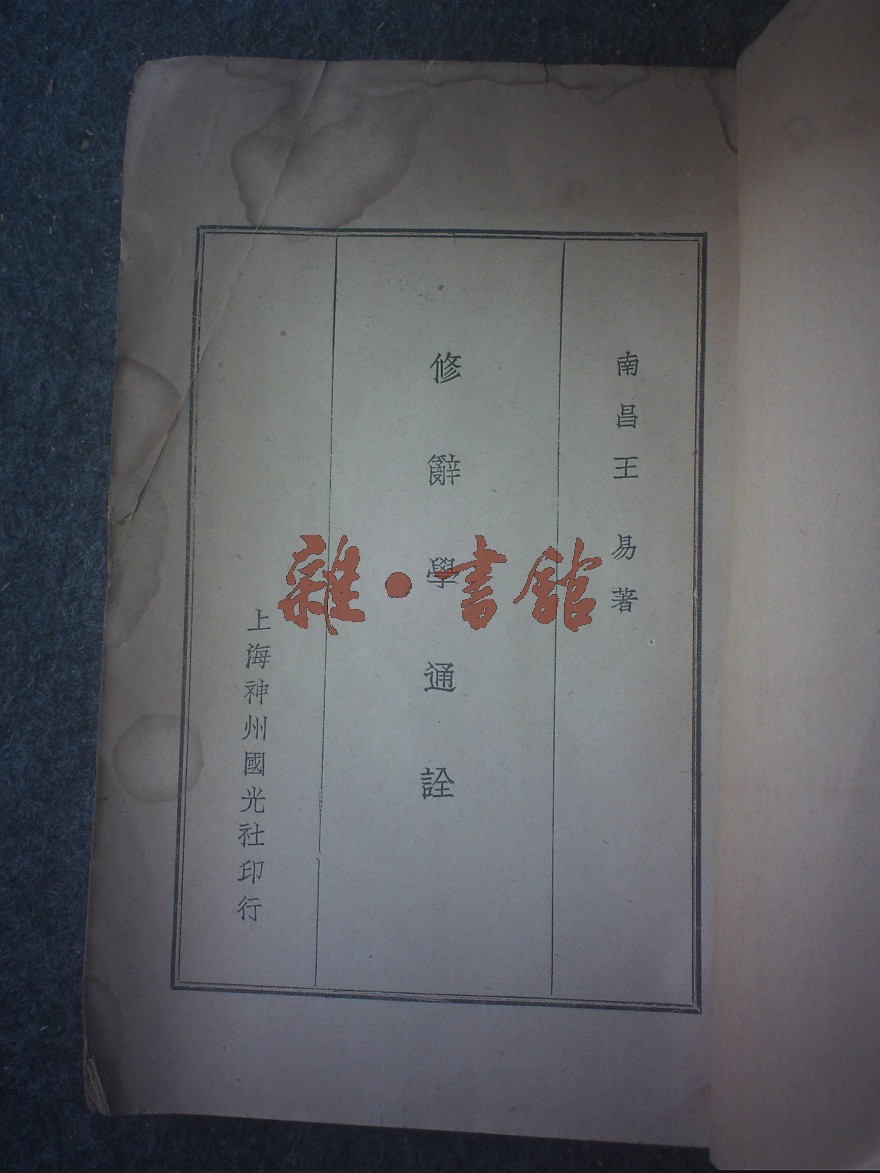 南昌王易著
修辭學通詮
上海神州國光社印行
雜·書館